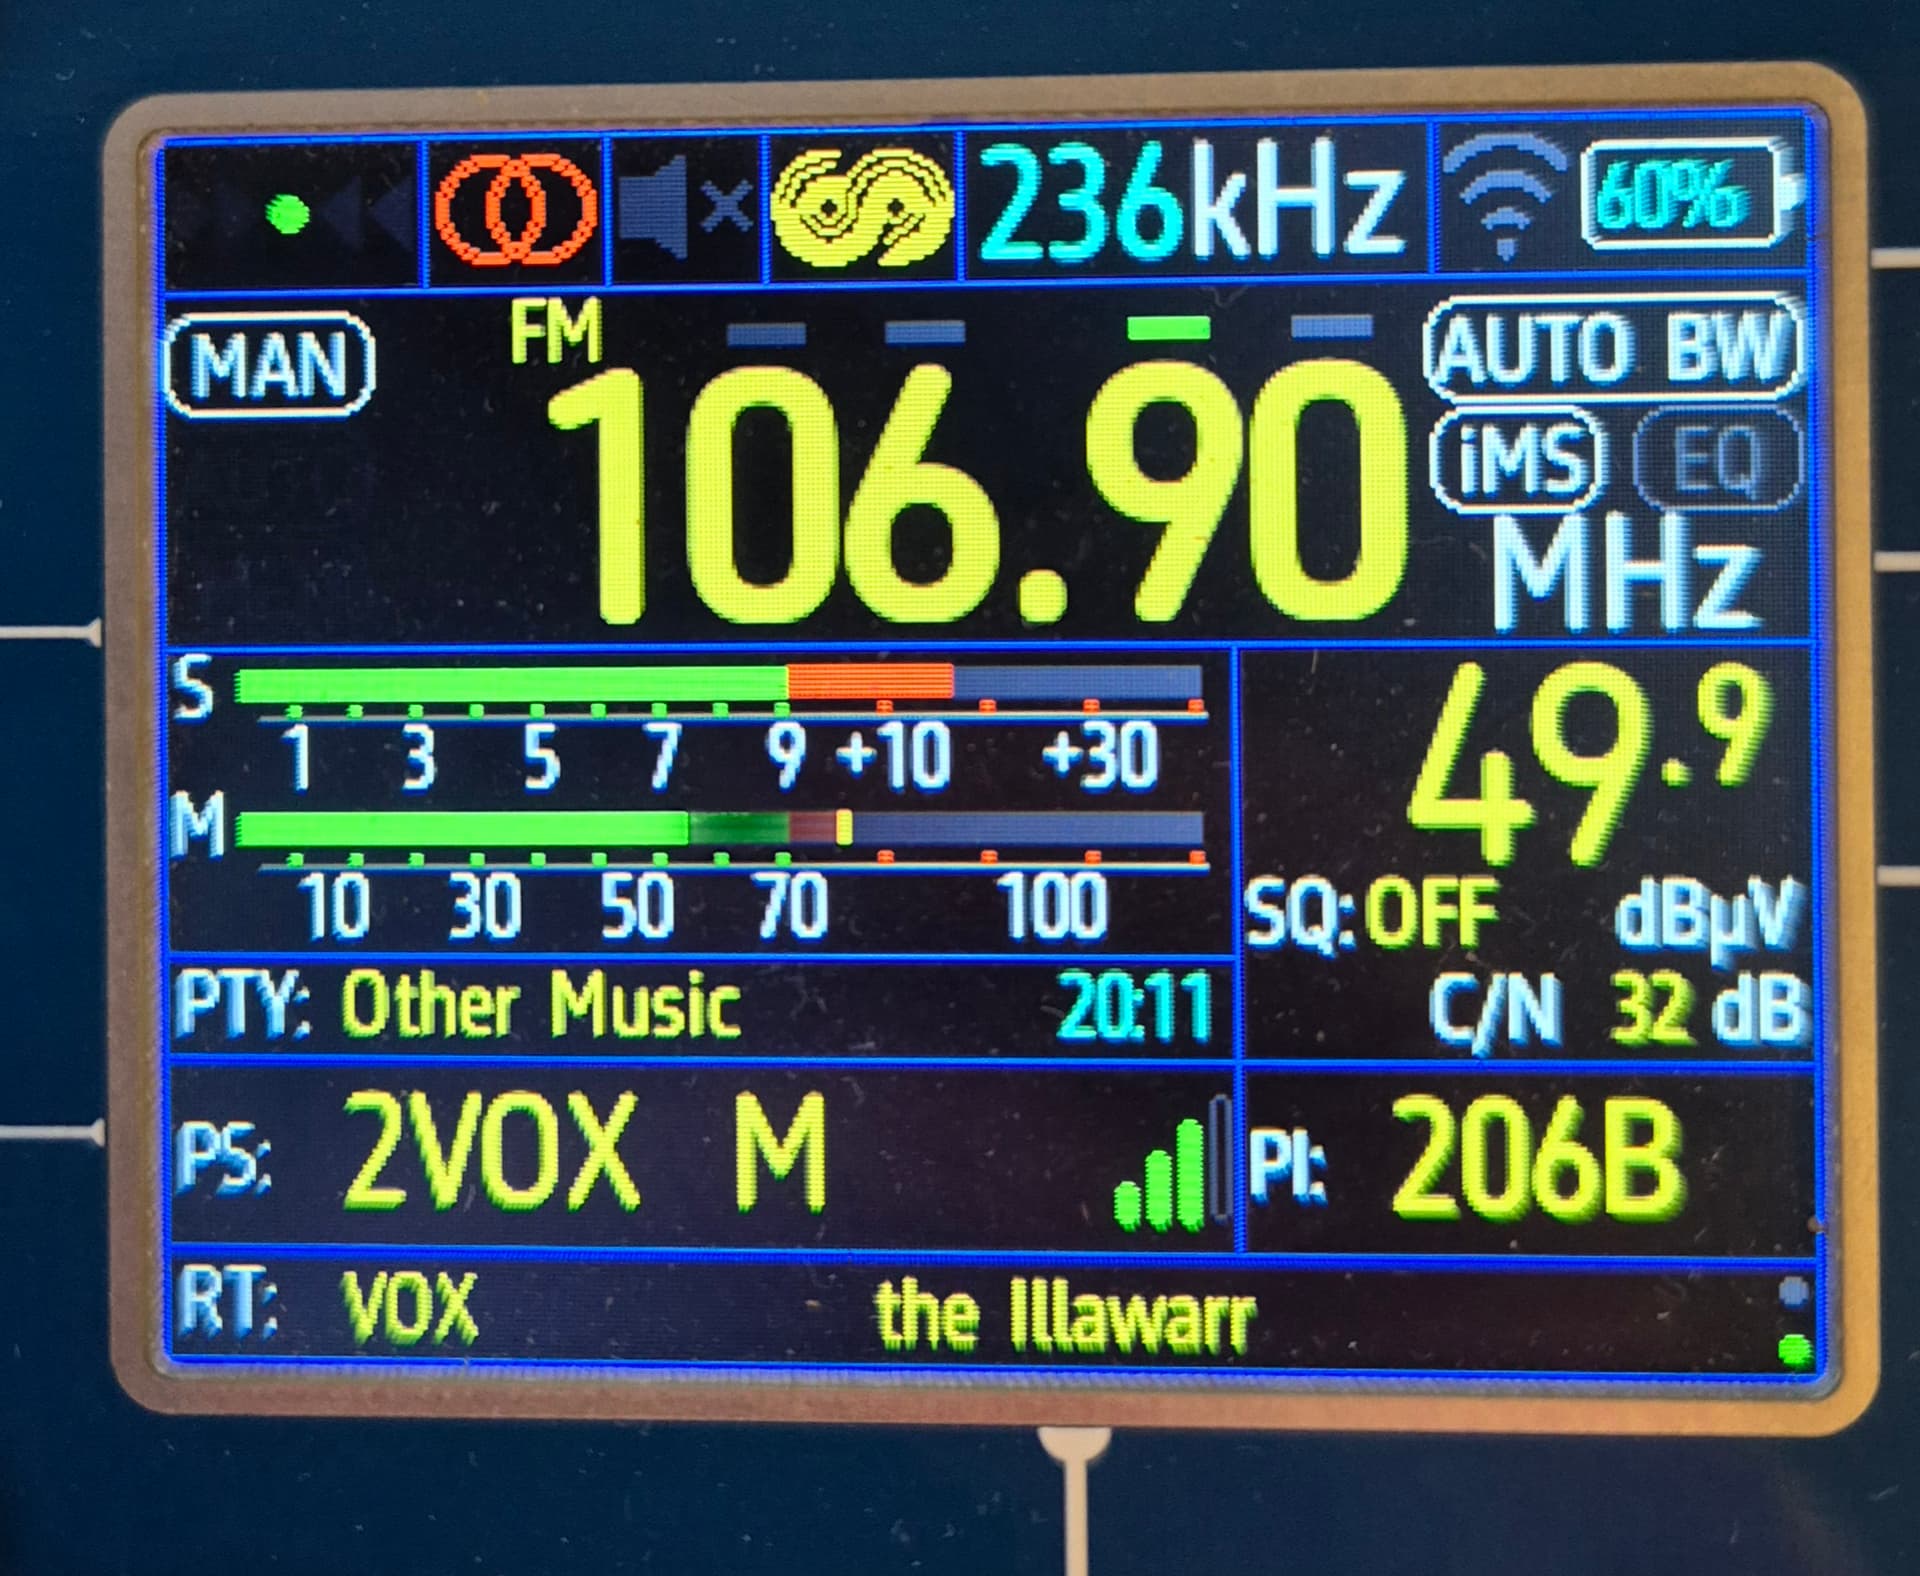 236kHz 60%
MAN FM AUTO BW
106.90 iMS EQ
MHz
S 1 3 5 7 9 +10 +30
49.9
M 10 30 50 70 100
SQ:OFF dBµV
PTY: Other Music 20:11
C/N 32 dB
PS: 2VOX M
PI: 206B
RT: VOX the Illawarr